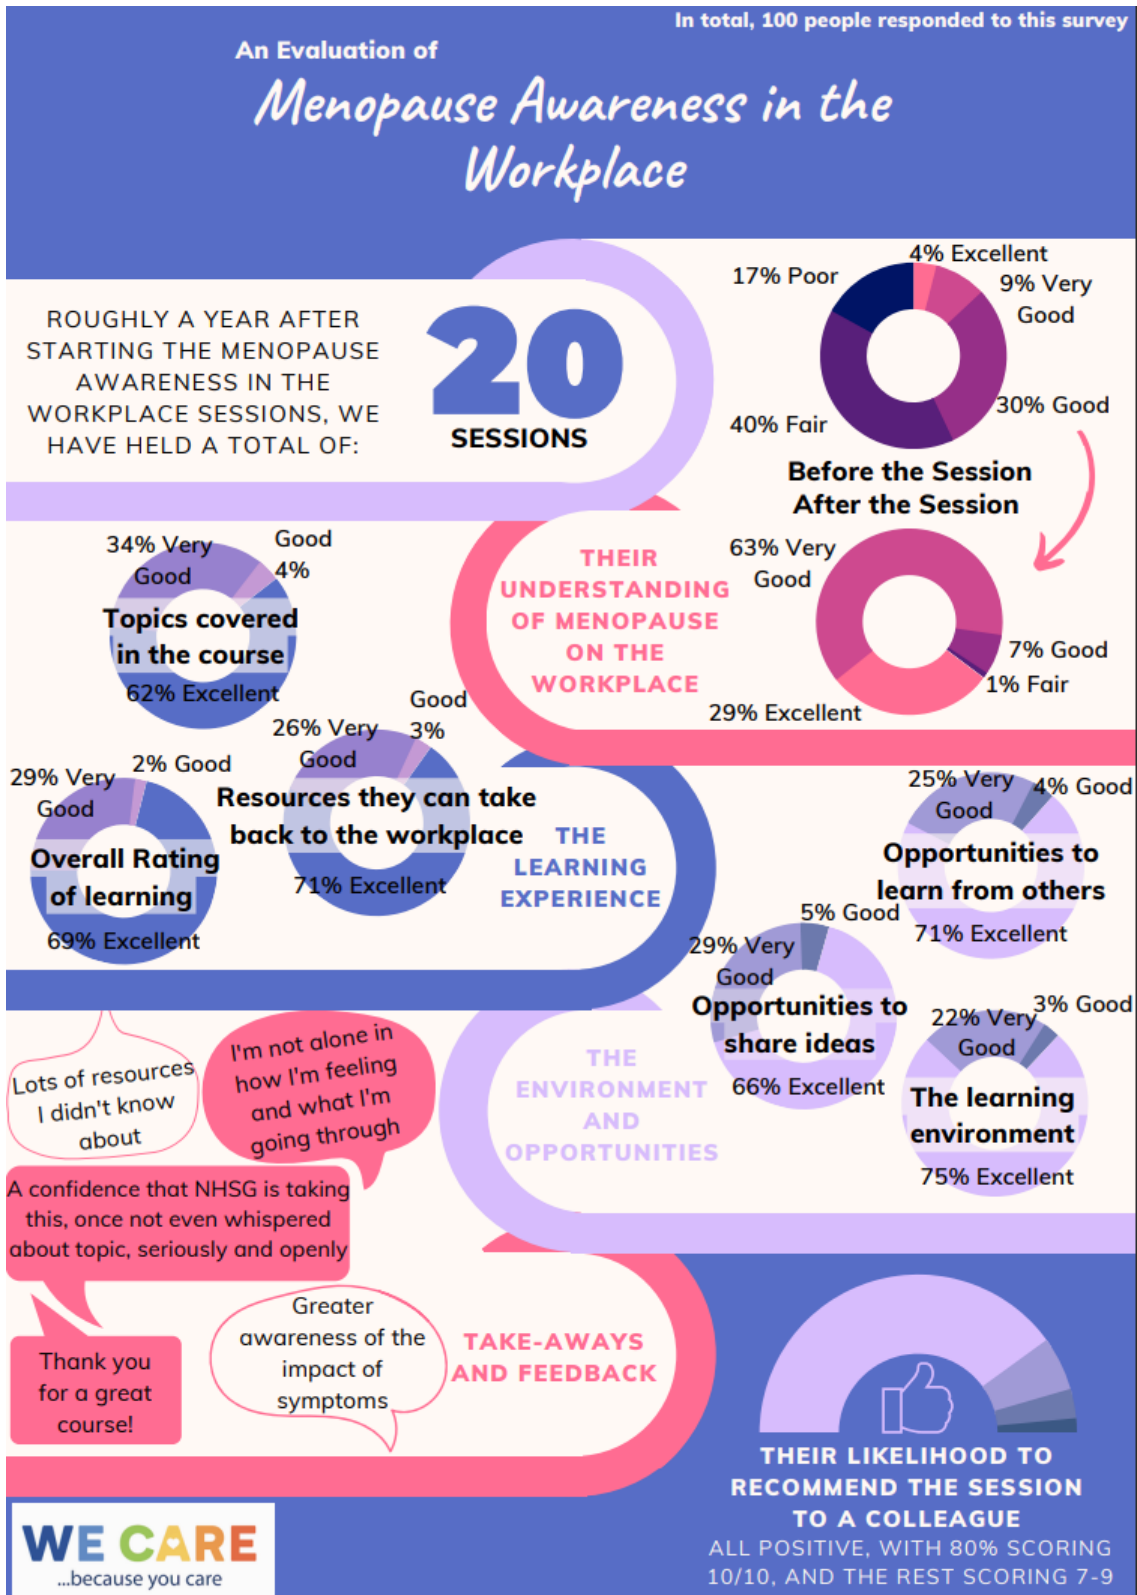 In total, 100 people responded to this survey
An Evaluation of
Menopause Awareness in the
Workplace
ROUGHLY A YEAR AFTER
STARTING THE MENOPAUSE
AWARENESS IN THE
WORKPLACE SESSIONS, WE
HAVE HELD A TOTAL OF:
20
SESSIONS
4% Excellent
17% Poor
9% Very
Good
30% Good
40% Fair
Before the Session
After the Session
63% Very
Good
7% Good
1% Fair
29% Excellent
THEIR
UNDERSTANDING
OF MENOPAUSE
ON THE
WORKPLACE
34% Very
Good
Good
4%
Topics covered
in the course
62% Excellent
26% Very
Good
Good
3%
Resources they can take
back to the workplace
71% Excellent
29% Very
Good
2% Good
Overall Rating
of learning
69% Excellent
THE
LEARNING
EXPERIENCE
25% Very
Good
4% Good
Opportunities to
learn from others
71% Excellent
5% Good
29% Very
Good
Opportunities to
share ideas
66% Excellent
22% Very
Good
3% Good
The learning
environment
75% Excellent
THE
ENVIRONMENT
AND
OPPORTUNITIES
Lots of resources
I didn't know
about
I'm not alone in
how I'm feeling
and what I'm
going through
A confidence that NHSG is taking
this, once not even whispered
about topic, seriously and openly
Thank you
for a great
course!
Greater
awareness of the
impact of
symptoms
TAKE-AWAYS
AND FEEDBACK
THEIR LIKELIHOOD TO
RECOMMEND THE SESSION
TO A COLLEAGUE
ALL POSITIVE, WITH 80% SCORING
10/10, AND THE REST SCORING 7-9
WE CARE
...because you care